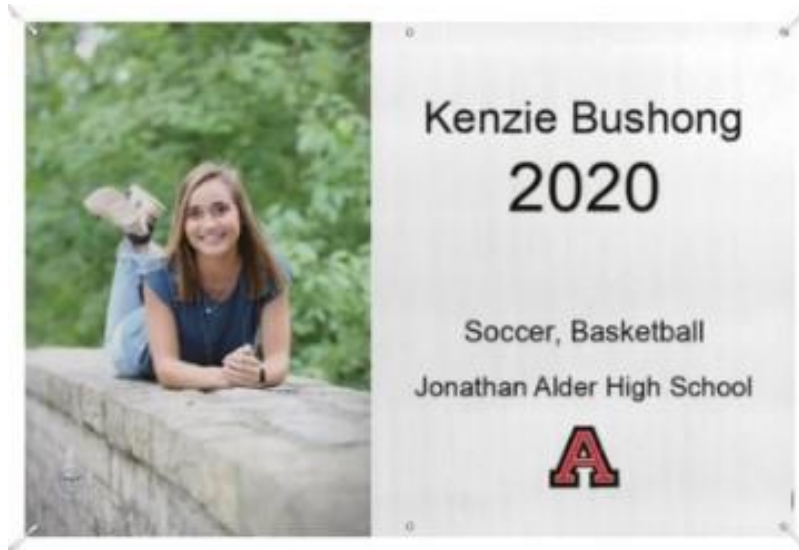 Kenzie Bushong
2020
Soccer, Basketball
Jonathan Alder High School
A